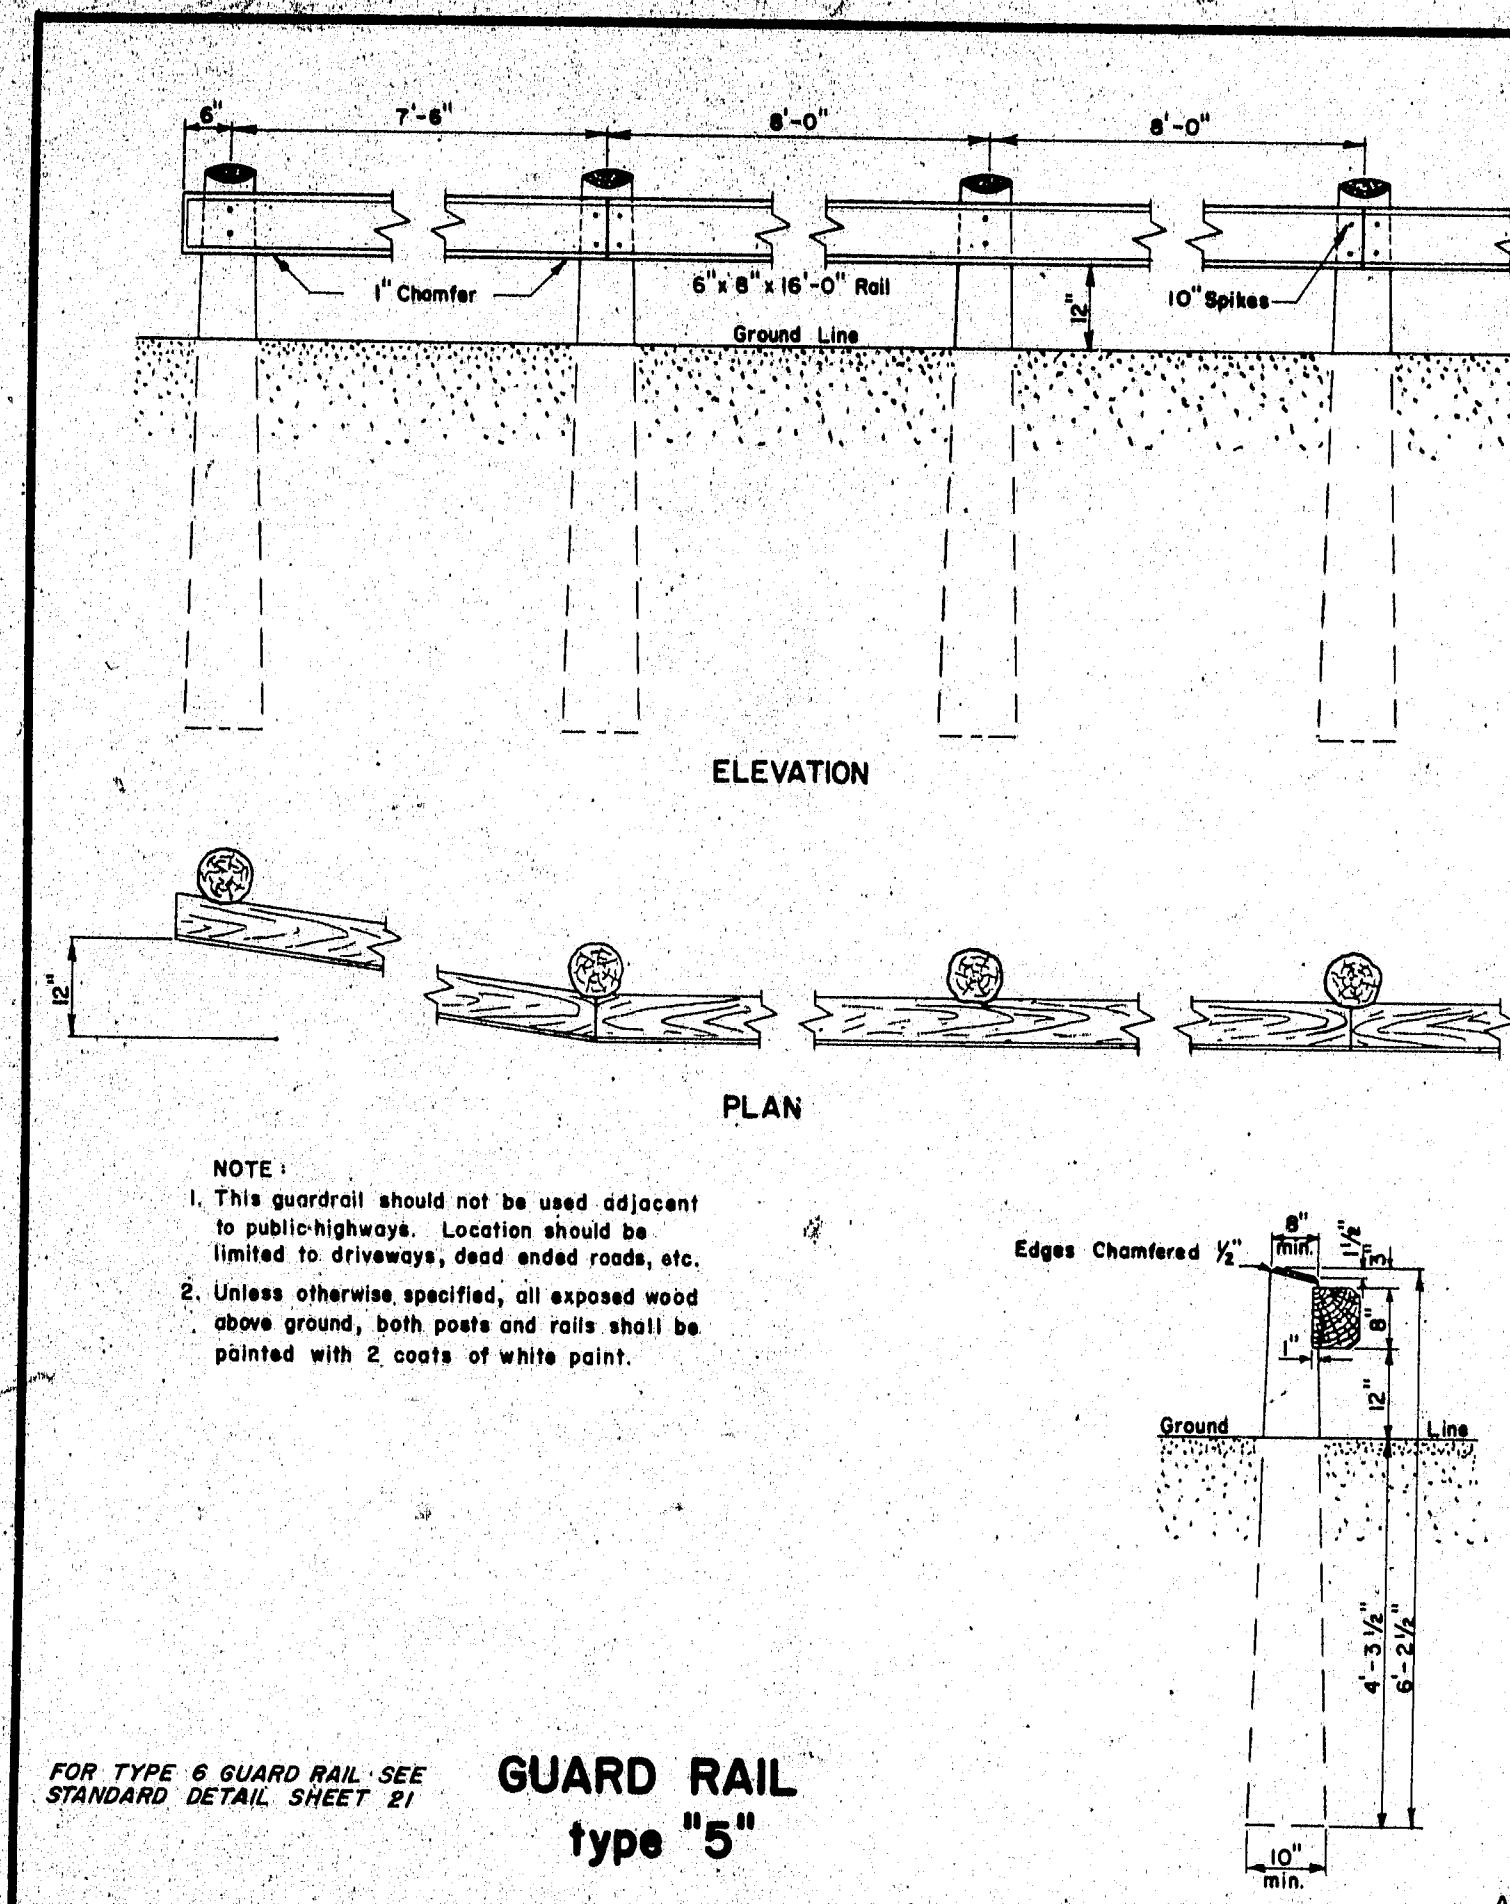 6" 7'-6" 8'-0" 8'-0"
1" Chamfer
6" x 8" x 16'-0" Rail
12"
10" Spikes
Ground Line
ELEVATION
12"
PLAN
NOTE :
1. This guardrail should not be used adjacent
to public highways. Location should be
limited to driveways, dead ended roads, etc.
2. Unless otherwise specified, all exposed wood
above ground, both posts and rails shall be
painted with 2 coats of white paint.
Edges Chamfered ½"
8"
min.
1½"
3"
8"
1"
12"
Ground Line
4'-3½"
6'-2½"
10"
min.
FOR TYPE 6 GUARD RAIL SEE
STANDARD DETAIL SHEET 21
GUARD RAIL
type "5"